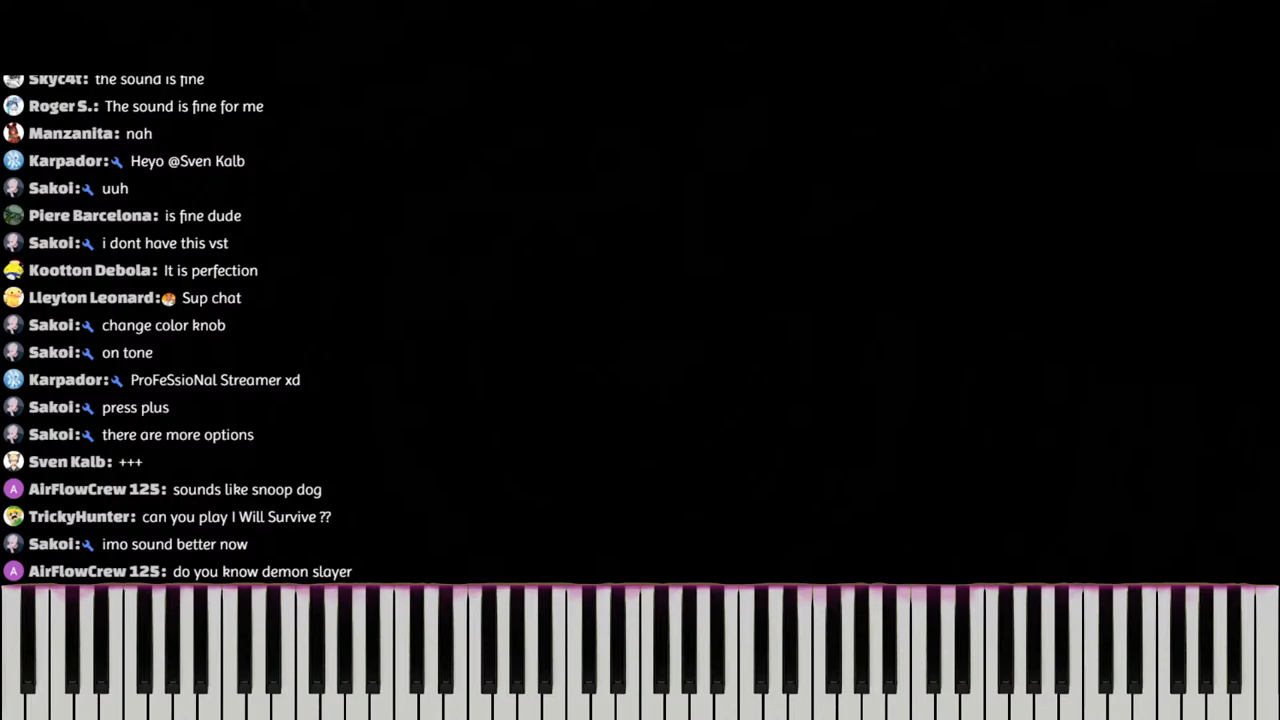 Skyc4t: the sound is fine
Roger S.: The sound is fine for me
Manzanita: nah
Karpador: Heyo @Sven Kalb
Sakoi: uuh
Piere Barcelona: is fine dude
Sakoi: i dont have this vst
Kootton Debola: It is perfection
Lleyton Leonard: Sup chat
Sakoi: change color knob
Sakoi: on tone
Karpador: ProFeSsioNal Streamer xd
Sakoi: press plus
Sakoi: there are more options
Sven Kalb: +++
A AirFlowCrew 125: sounds like snoop dog
TrickyHunter: can you play I Will Survive ??
Sakoi: imo sound better now
A AirFlowCrew 125: do you know demon slayer